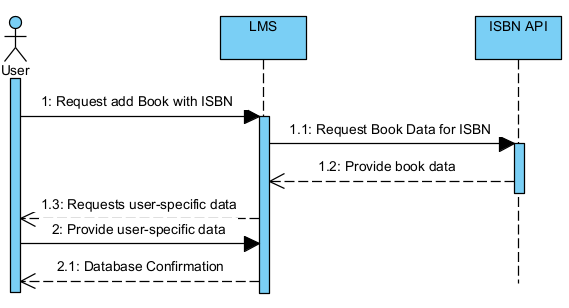 LMS
ISBN API
User
1: Request add Book with ISBN
1.1: Request Book Data for ISBN
1.2: Provide book data
1.3: Requests user-specific data
2: Provide user-specific data
2.1: Database Confirmation